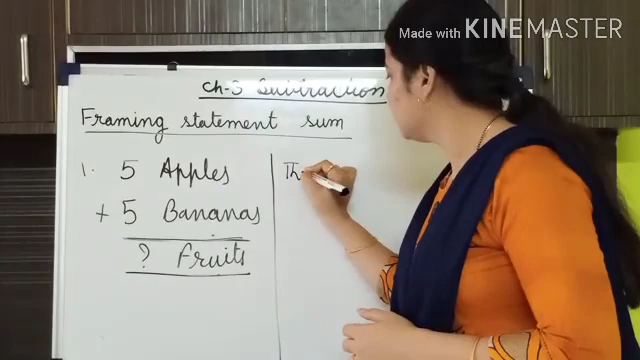 Made with KINEMASTER
Ch-3 Subtraction
Framing statement sum
1. 5 Apples
+ 5 Bananas
? Fruits
Th